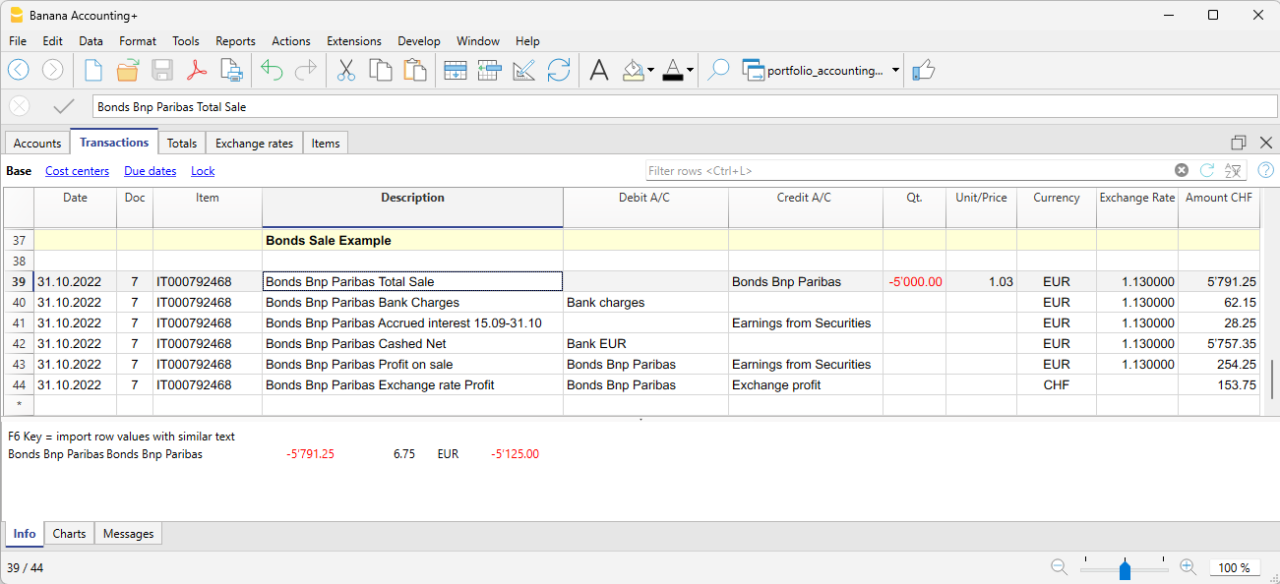 Banana Accounting+
File Edit Data Format Tools Reports Actions Extensions Develop Window Help
portfolio_accounting...
Bonds Bnp Paribas Total Sale
Accounts Transactions Totals Exchange rates Items
Base Cost centers Due dates Lock Filter rows <Ctrl+L>
Date Doc Item Description Debit A/C Credit A/C Qt. Unit/Price Currency Exchange Rate Amount CHF
37 Bonds Sale Example
38
39 31.10.2022 7 IT000792468 Bonds Bnp Paribas Total Sale Bonds Bnp Paribas -5'000.00 1.03 EUR 1.130000 5'791.25
40 31.10.2022 7 IT000792468 Bonds Bnp Paribas Bank Charges Bank charges EUR 1.130000 62.15
41 31.10.2022 7 IT000792468 Bonds Bnp Paribas Accrued interest 15.09-31.10 Earnings from Securities EUR 1.130000 28.25
42 31.10.2022 7 IT000792468 Bonds Bnp Paribas Cashed Net Bank EUR EUR 1.130000 5'757.35
43 31.10.2022 7 IT000792468 Bonds Bnp Paribas Profit on sale Bonds Bnp Paribas Earnings from Securities EUR 1.130000 254.25
44 31.10.2022 7 IT000792468 Bonds Bnp Paribas Exchange rate Profit Bonds Bnp Paribas Exchange profit CHF 153.75
*
F6 Key = import row values with similar text
Bonds Bnp Paribas Bonds Bnp Paribas -5'791.25 6.75 EUR -5'125.00
Info Charts Messages
39 / 44 100 %